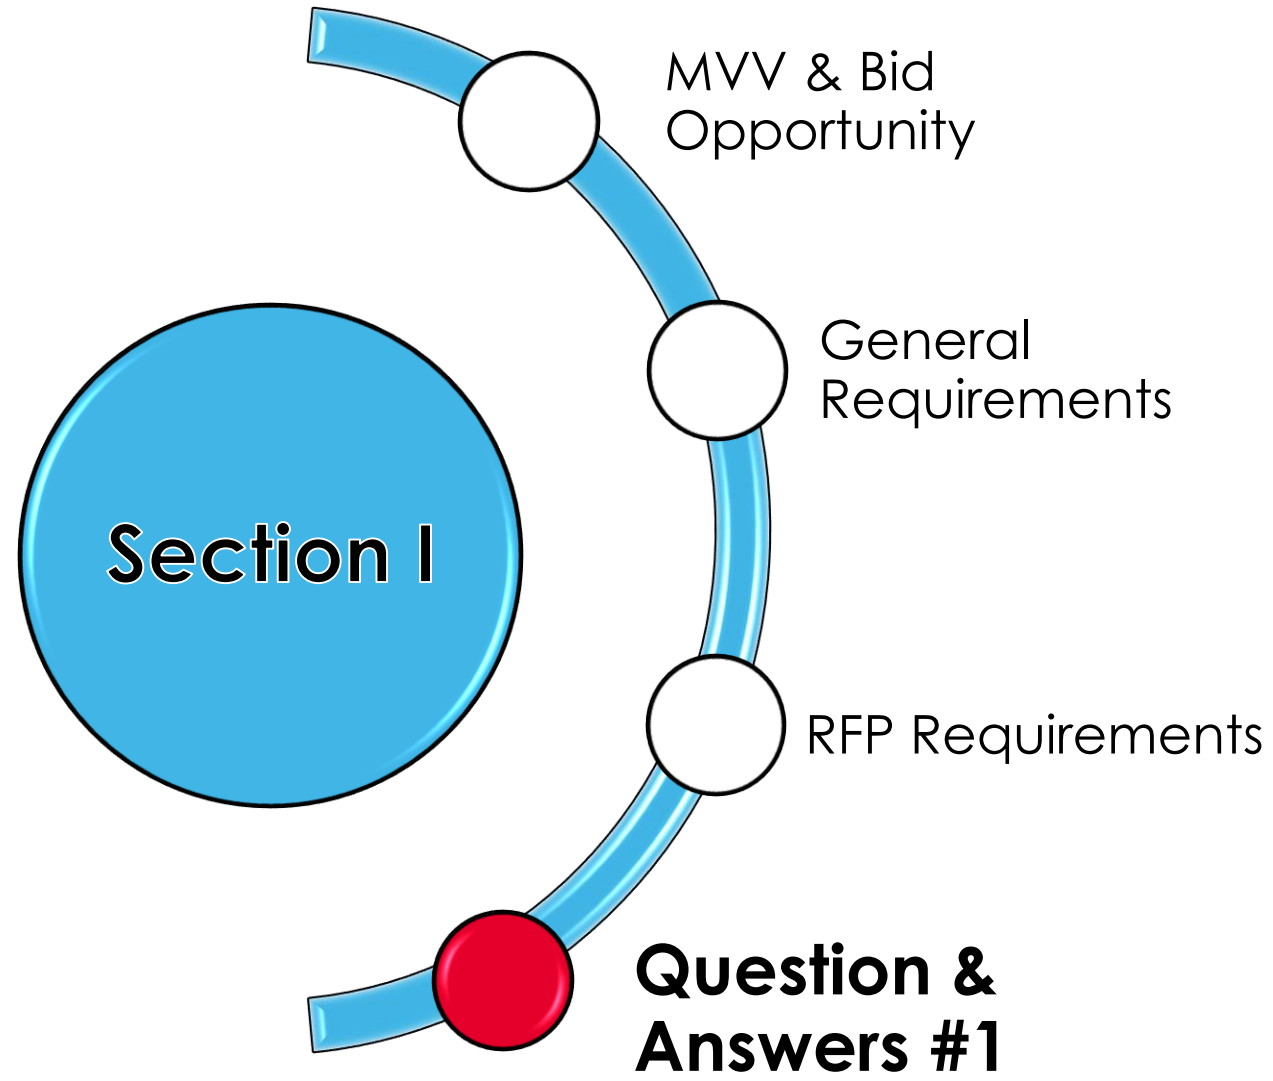 MVV & Bid
Opportunity
General
Requirements
Section I
RFP Requirements
Question &
Answers #1